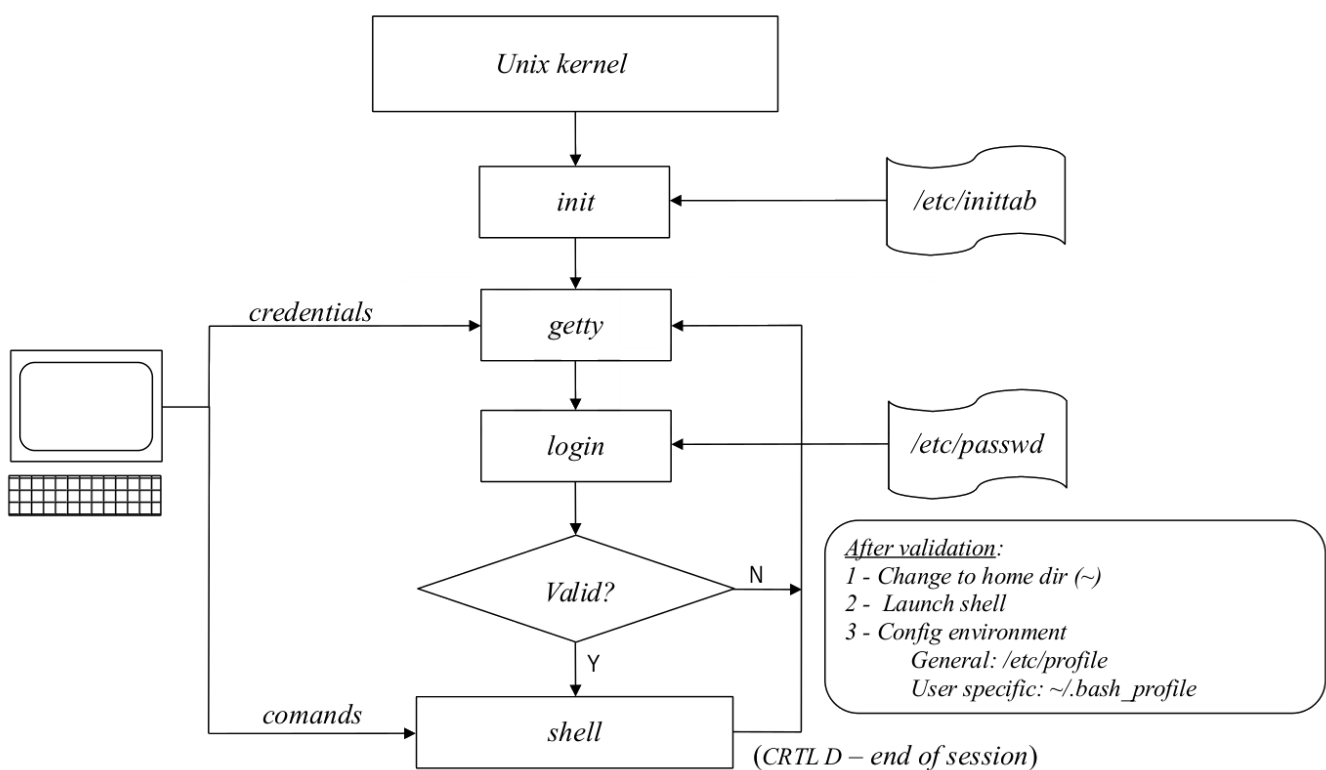 Unix kernel
init
/etc/inittab
credentials
getty
login
/etc/passwd
Valid?
N
Y
After validation:
1 - Change to home dir (~)
2 - Launch shell
3 - Config environment
General: /etc/profile
User specific: ~/.bash_profile
comands
shell
(CRTL D – end of session)